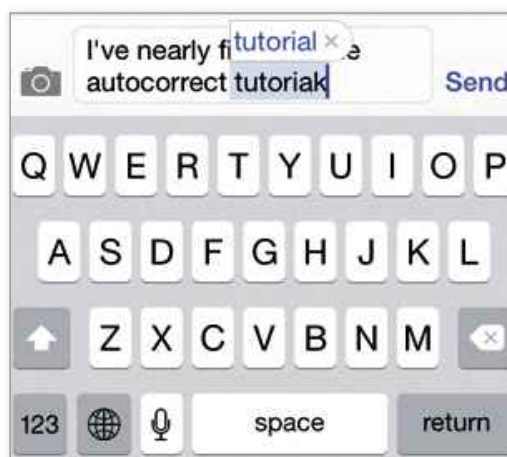 tutorial ×
I've nearly fi e
autocorrect tutoriak
Send
Q W E R T Y U I O P
A S D F G H J K L
Z X C V B N M
123 space return